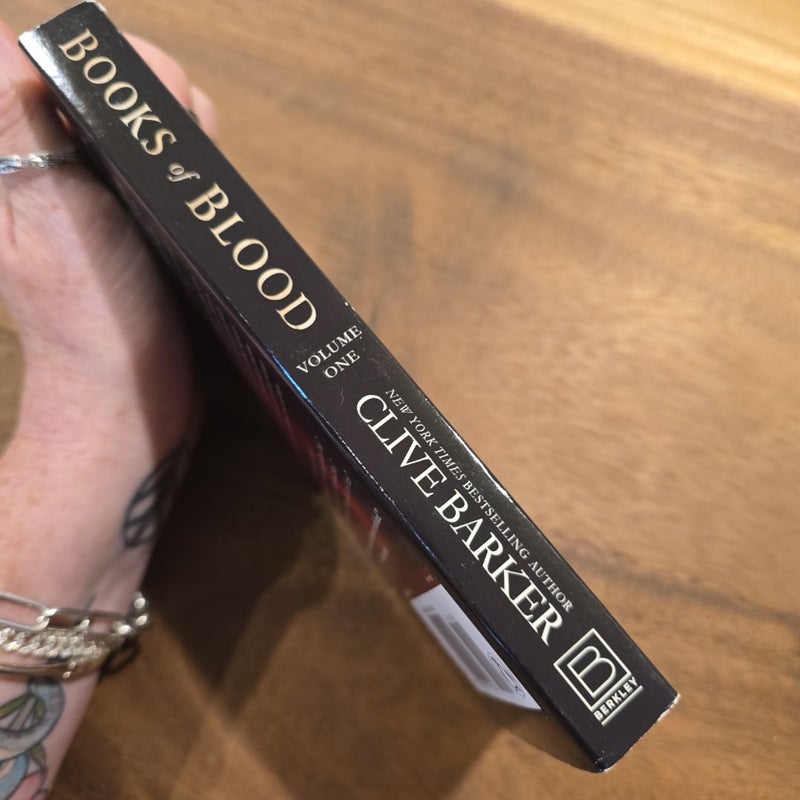 BOOKS of BLOOD
VOLUME
ONE
NEW YORK TIMES BESTSELLING AUTHOR
CLIVE BARKER
B
BERKLEY